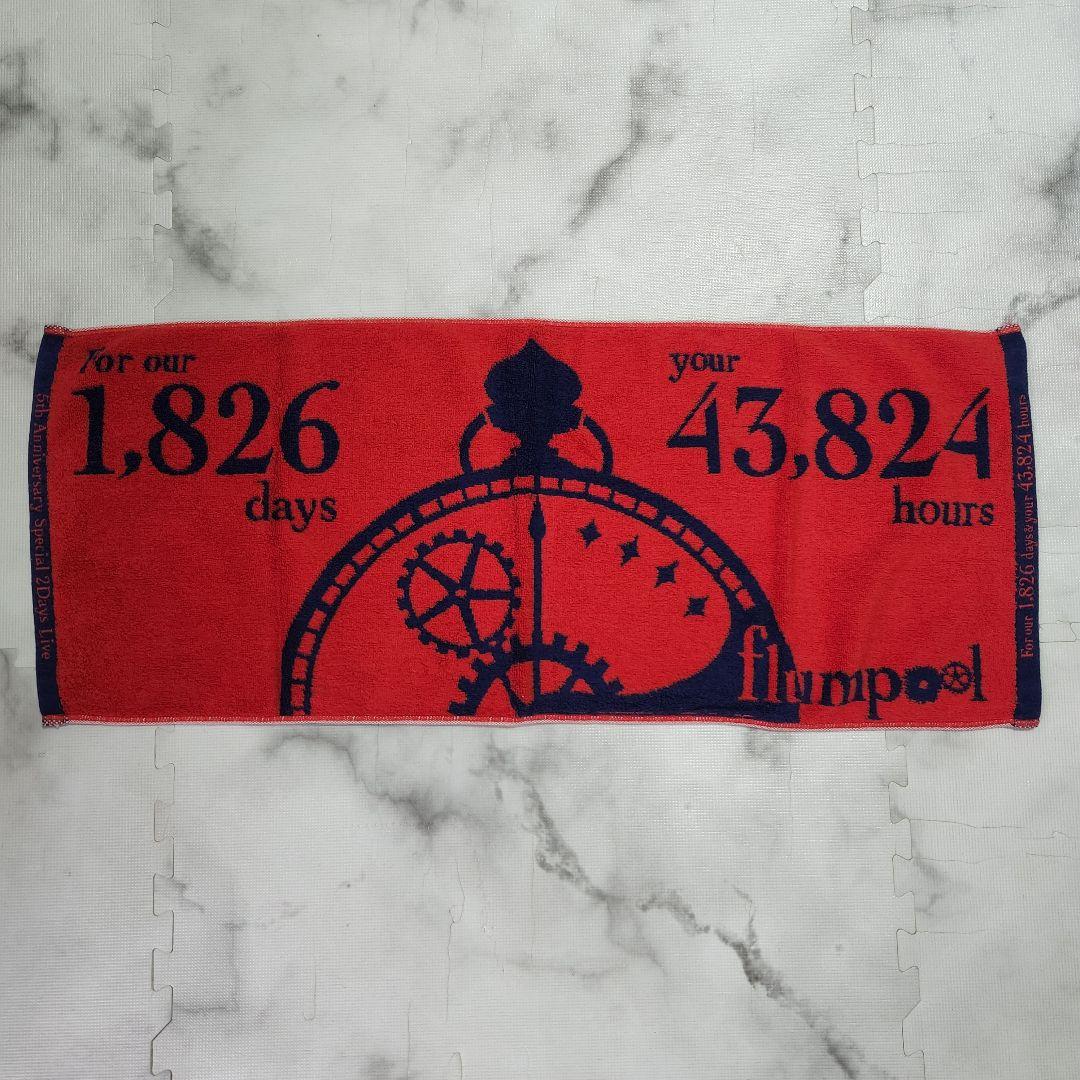 For our
1,826
days
your
43,824
hours
flumpool
5th Anniversary Special 2Days Live
For our 1,826 days & your 43,824 hours